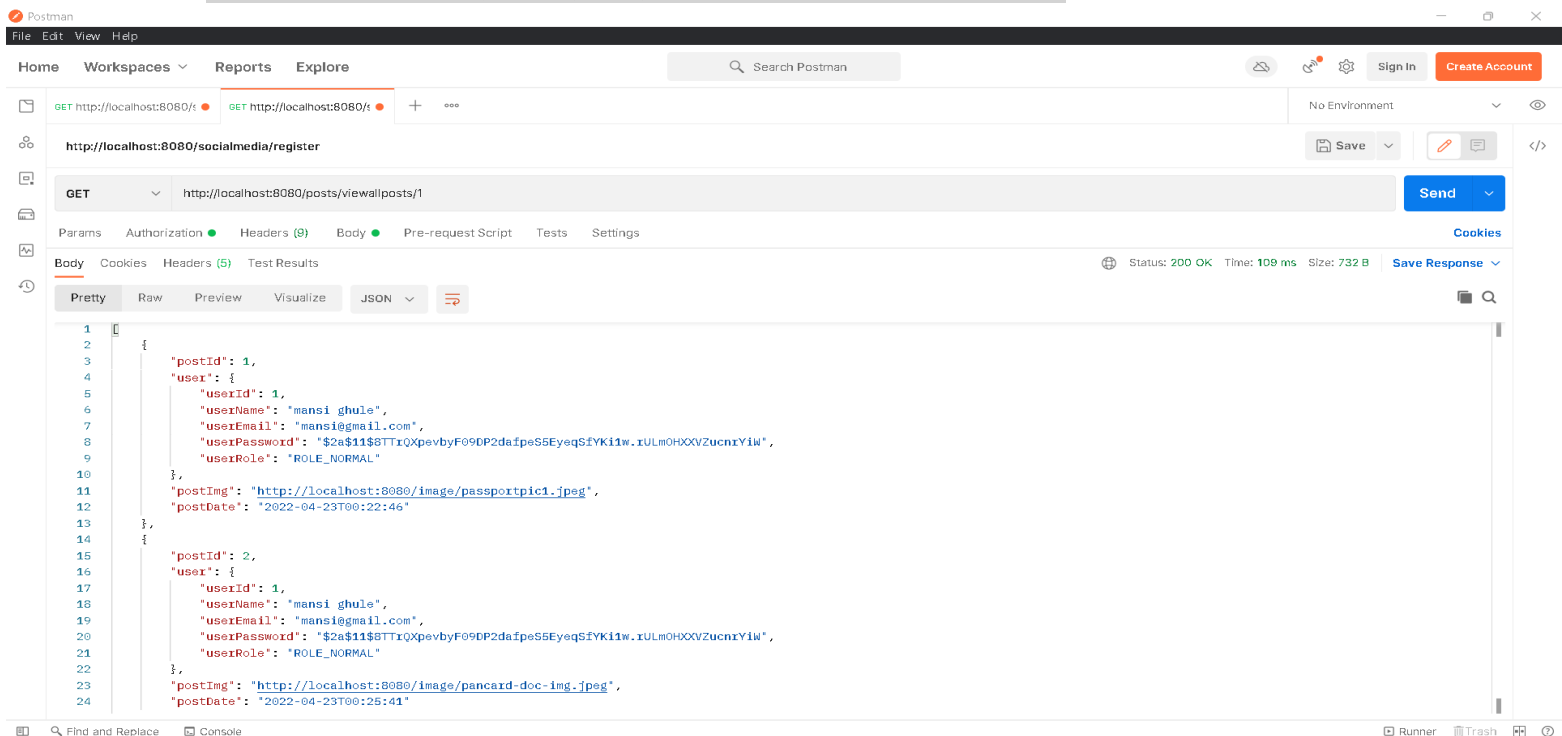 Postman
File Edit View Help
Home Workspaces Reports Explore Search Postman Sign In Create Account
GET http://localhost:8080/s GET http://localhost:8080/s No Environment
http://localhost:8080/socialmedia/register Save
GET http://localhost:8080/posts/viewallposts/1 Send
Params Authorization Headers (9) Body Pre-request Script Tests Settings Cookies
Body Cookies Headers (5) Test Results Status: 200 OK Time: 109 ms Size: 732 B Save Response
Pretty Raw Preview Visualize JSON
1 [
2 {
3 "postId": 1,
4 "user": {
5 "userId": 1,
6 "userName": "mansi ghule",
7 "userEmail": "mansi@gmail.com",
8 "userPassword": "$2a$11$8TTrQXpevbyF09DP2dafpeS5EyeqSfYKi1w.rULmOHXXVZucnrYiW",
9 "userRole": "ROLE_NORMAL"
10 },
11 "postImg": "http://localhost:8080/image/passportpic1.jpeg",
12 "postDate": "2022-04-23T00:22:46"
13 },
14 {
15 "postId": 2,
16 "user": {
17 "userId": 1,
18 "userName": "mansi ghule",
19 "userEmail": "mansi@gmail.com",
20 "userPassword": "$2a$11$8TTrQXpevbyF09DP2dafpeS5EyeqSfYKi1w.rULmOHXXVZucnrYiW",
21 "userRole": "ROLE_NORMAL"
22 },
23 "postImg": "http://localhost:8080/image/pancard-doc-img.jpeg",
24 "postDate": "2022-04-23T00:25:41"
Find and Replace Console Runner Trash